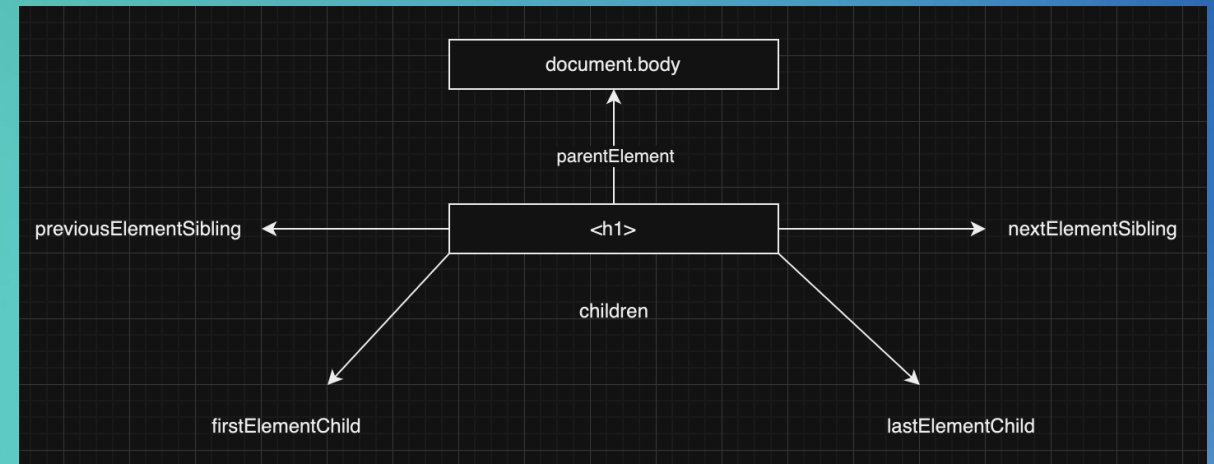 document.body
parentElement
previousElementSibling
<h1>
nextElementSibling
children
firstElementChild
lastElementChild